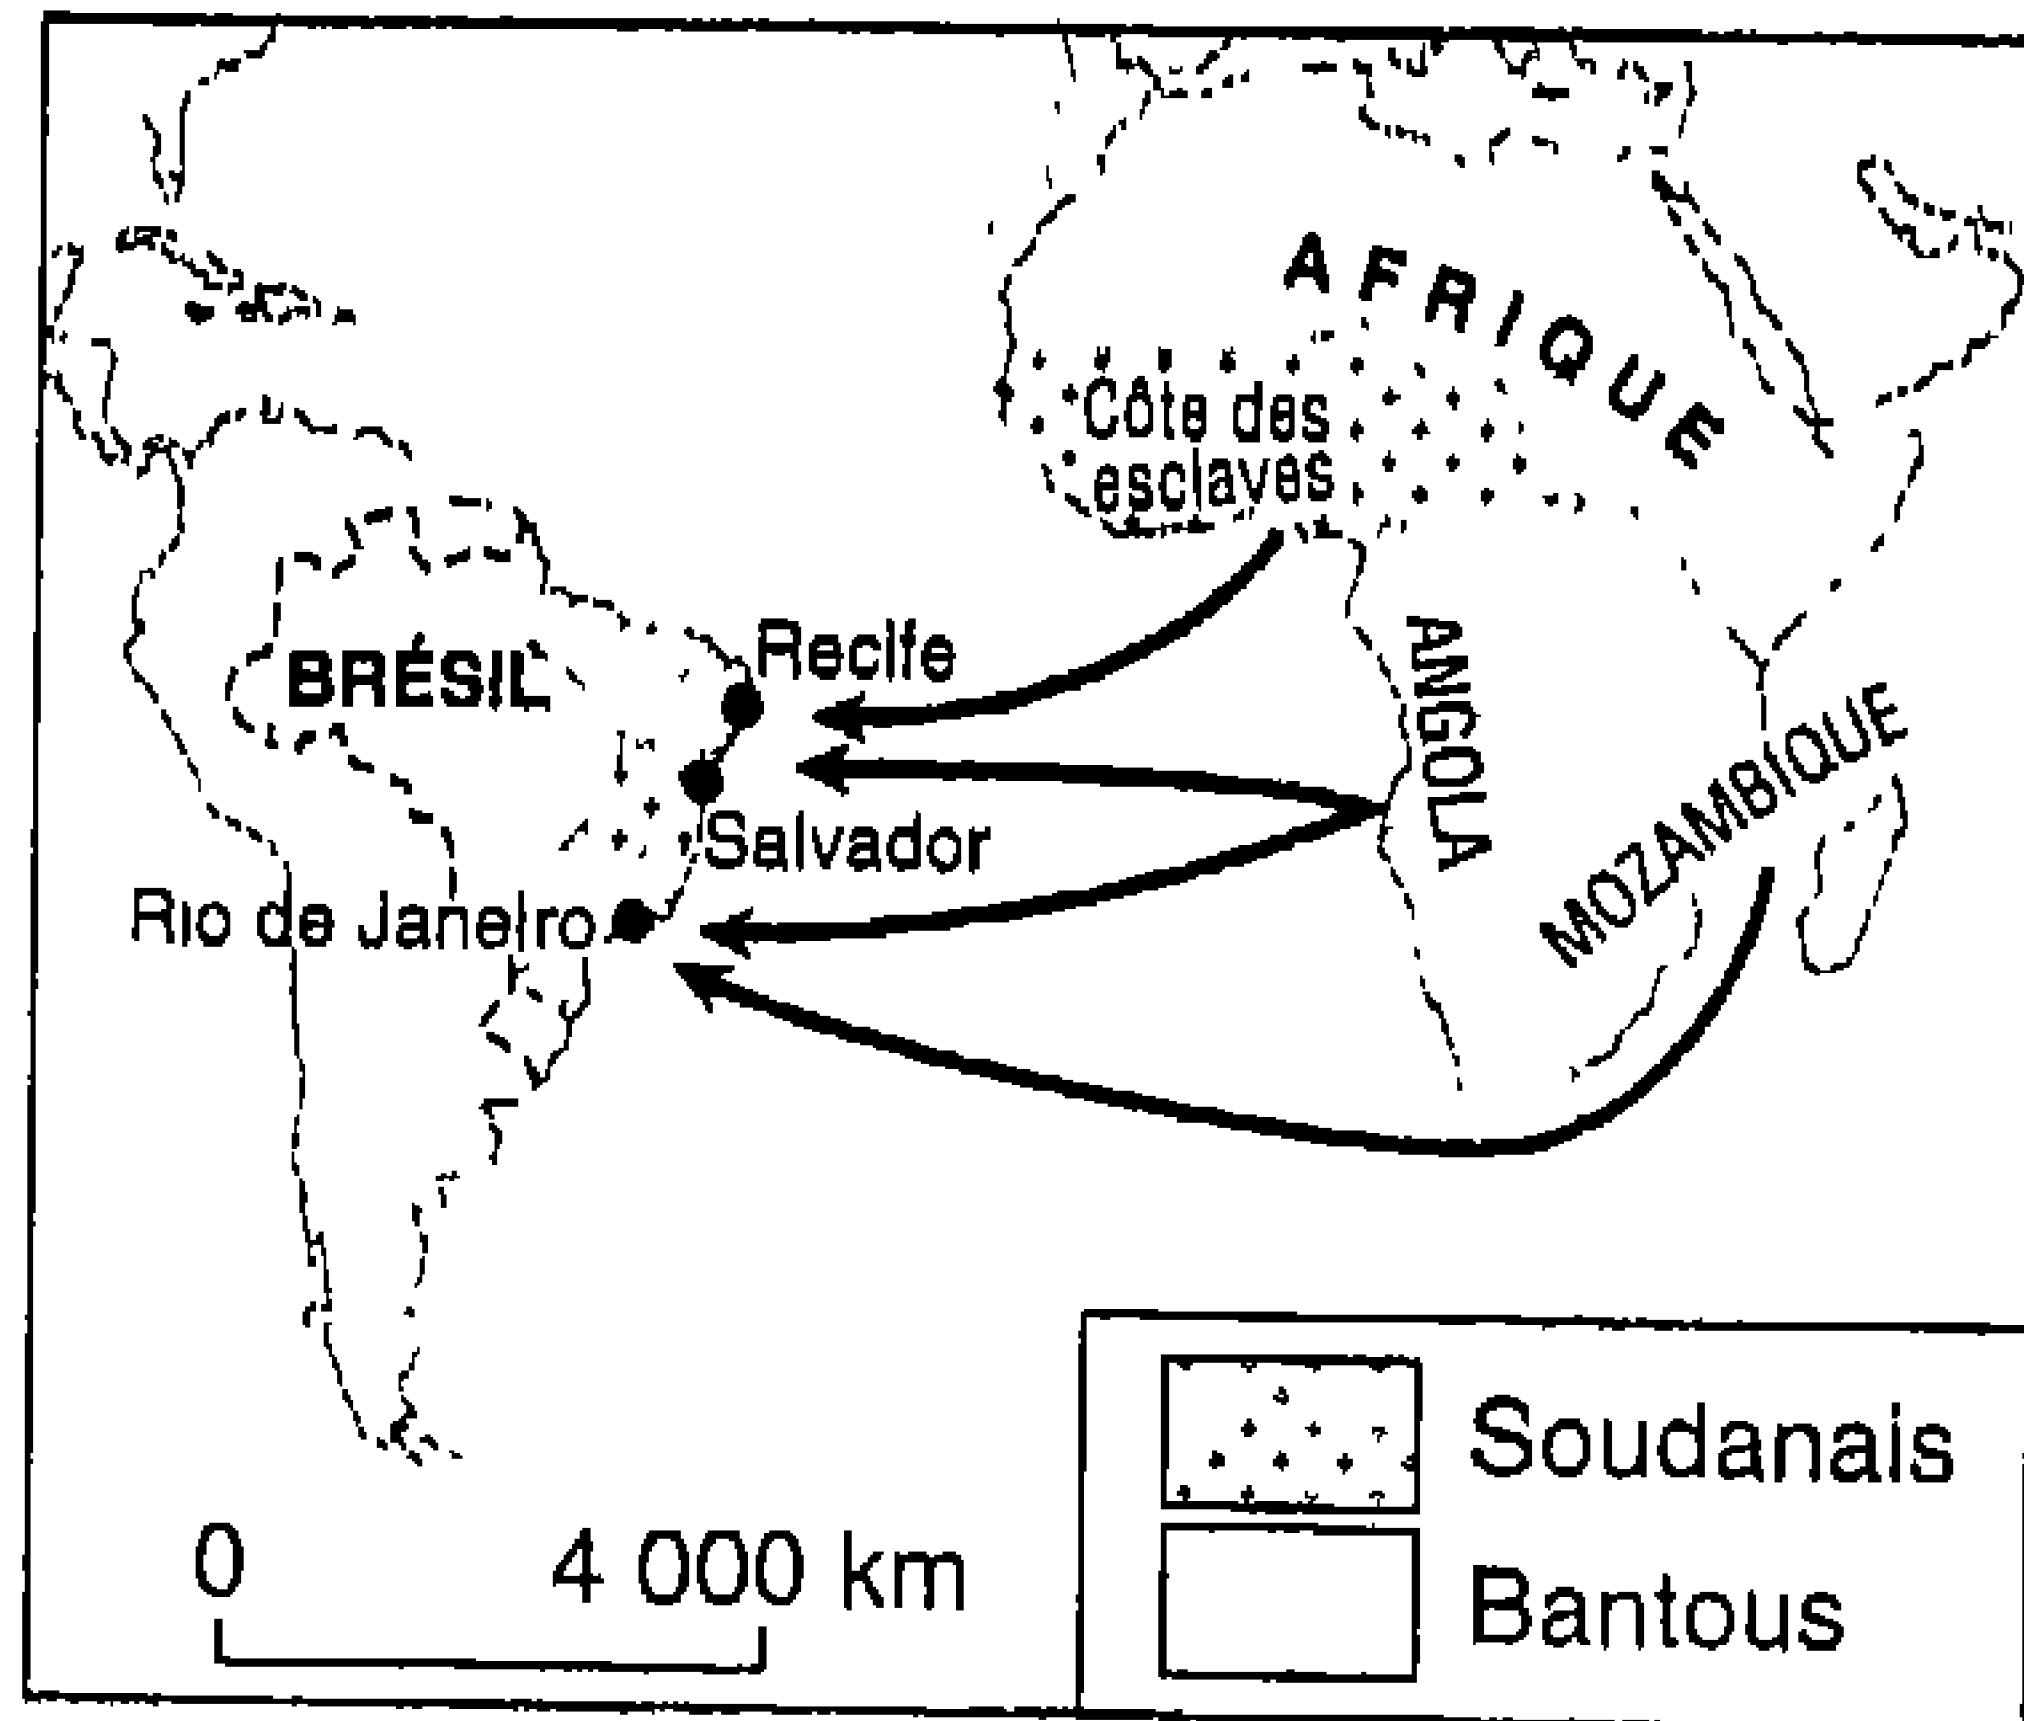 AFRIQUE
Côte des
esclaves
Recife
BRÉSIL
ANGOLA
MOZAMBIQUE
Salvador
Rio de Janeiro
Soudanais
0 4 000 km
Bantous